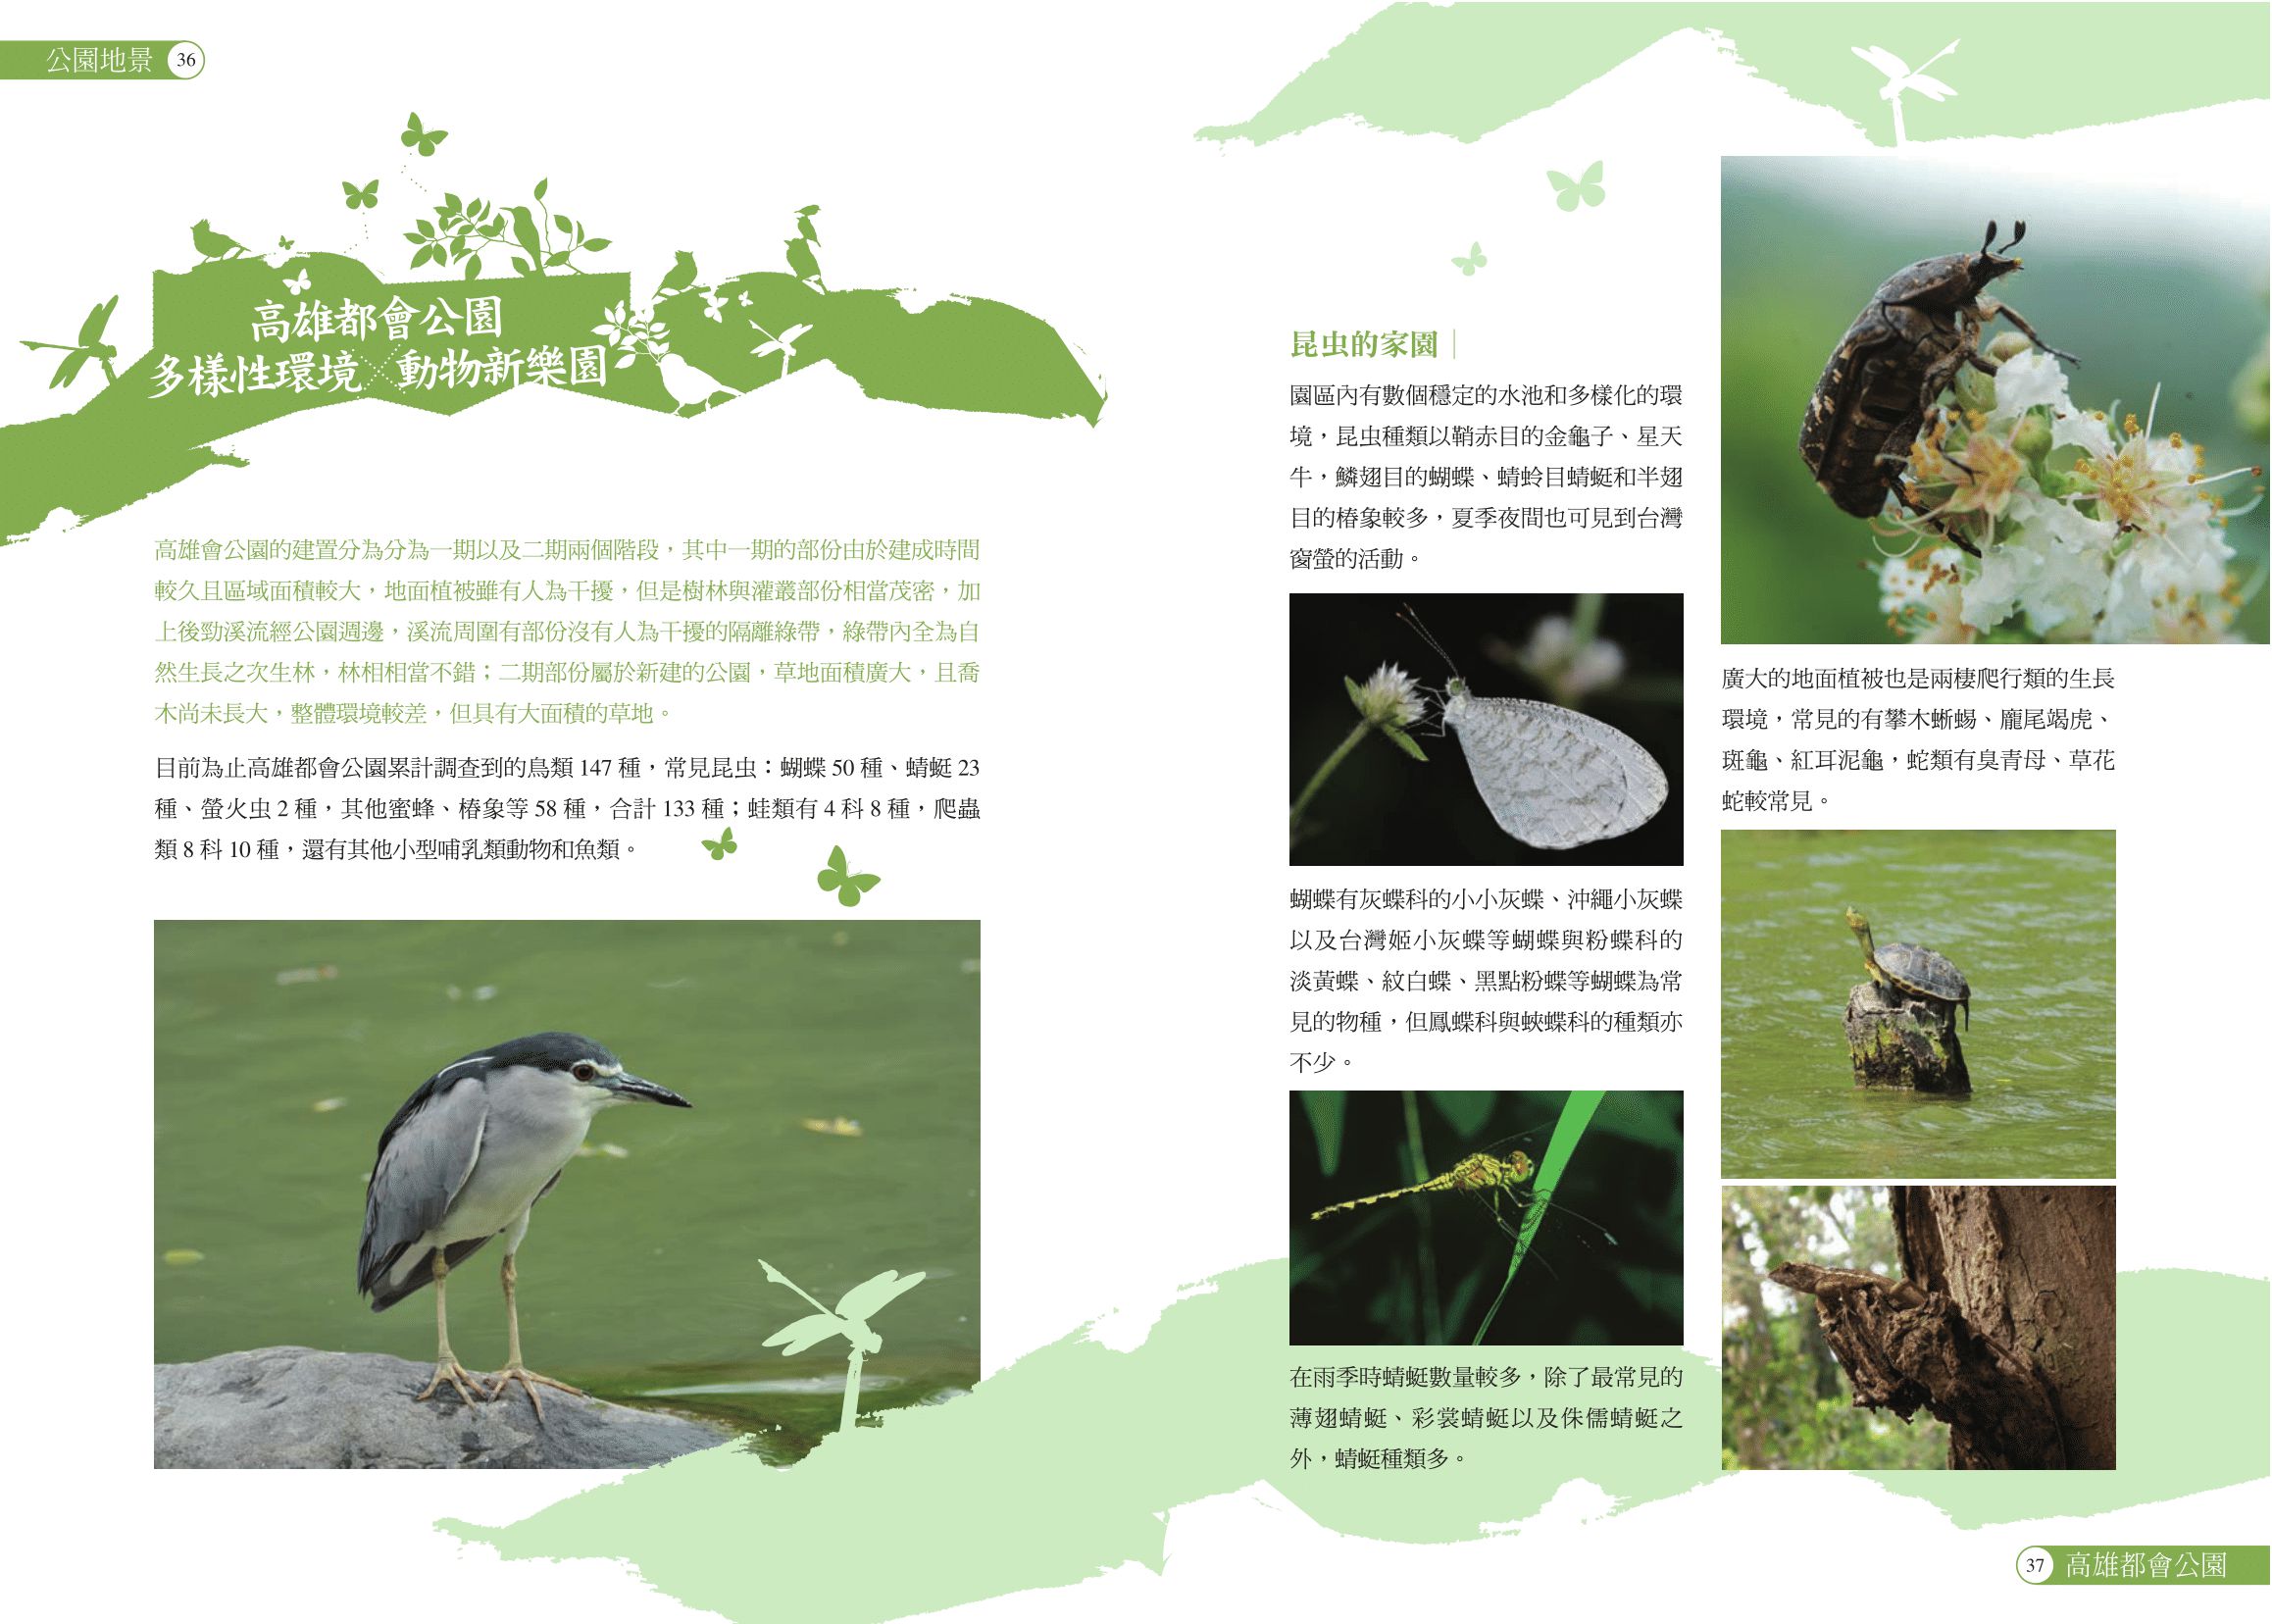 公園地景 36
高雄都會公園
多樣性環境×動物新樂園
高雄會公園的建置分為分為一期以及二期兩個階段，其中一期的部份由於建成時間
較久且區域面積較大，地面植被雖有人為干擾，但是樹林與灌叢部份相當茂密，加
上後勁溪流經公園週邊，溪流周圍有部份沒有人為干擾的隔離綠帶，綠帶內全為自
然生長之次生林，林相相當不錯；二期部份屬於新建的公園，草地面積廣大，且喬
木尚未長大，整體環境較差，但具有大面積的草地。
目前為止高雄都會公園累計調查到的鳥類 147 種，常見昆虫：蝴蝶 50 種、蜻蜓 23
種、螢火虫 2 種，其他蜜蜂、椿象等 58 種，合計 133 種；蛙類有 4 科 8 種，爬蟲
類 8 科 10 種，還有其他小型哺乳類動物和魚類。
昆虫的家園｜
園區內有數個穩定的水池和多樣化的環
境，昆虫種類以鞘赤目的金龜子、星天
牛，鱗翅目的蝴蝶、蜻蛉目蜻蜓和半翅
目的椿象較多，夏季夜間也可見到台灣
窗螢的活動。
蝴蝶有灰蝶科的小小灰蝶、沖繩小灰蝶
以及台灣姬小灰蝶等蝴蝶與粉蝶科的
淡黃蝶、紋白蝶、黑點粉蝶等蝴蝶為常
見的物種，但鳳蝶科與蛺蝶科的種類亦
不少。
在雨季時蜻蜓數量較多，除了最常見的
薄翅蜻蜓、彩裳蜻蜓以及侏儒蜻蜓之
外，蜻蜓種類多。
廣大的地面植被也是兩棲爬行類的生長
環境，常見的有攀木蜥蜴、龐尾竭虎、
斑龜、紅耳泥龜，蛇類有臭青母、草花
蛇較常見。
37 高雄都會公園